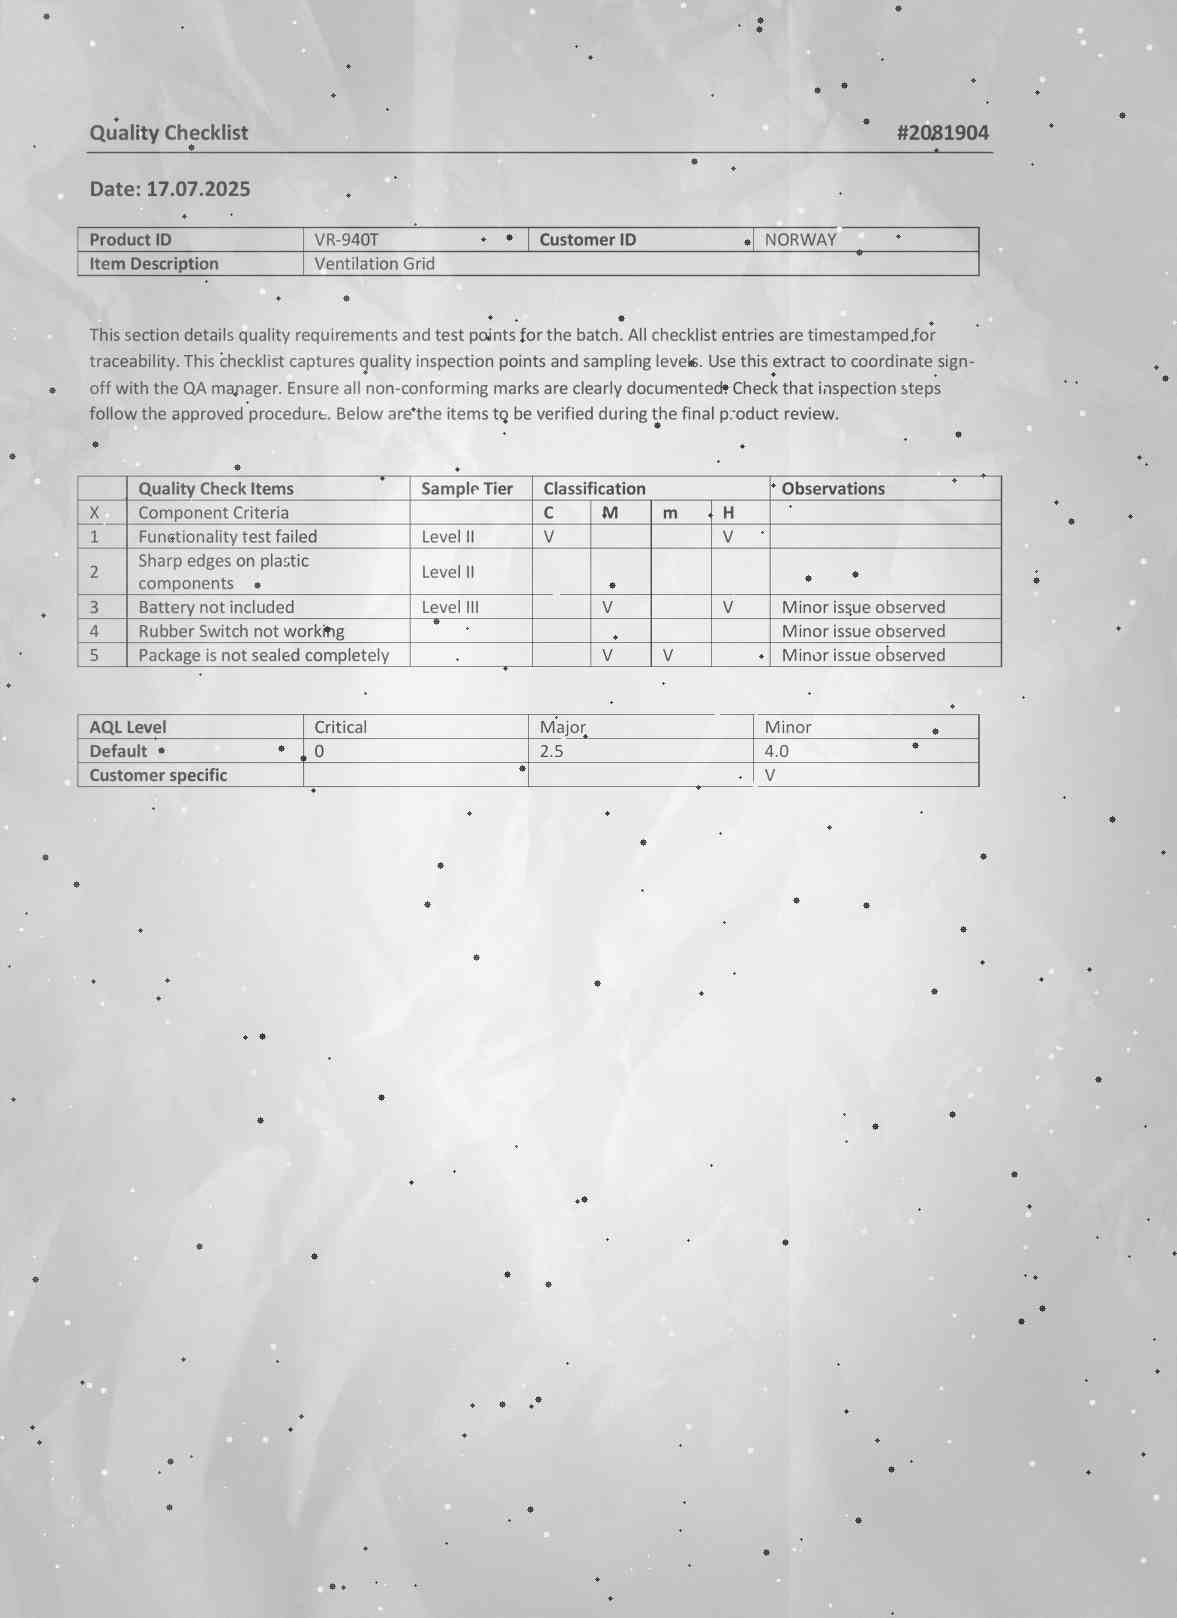 Quality Checklist #2081904
Date: 17.07.2025
Product ID VR-940T Customer ID NORWAY
Item Description Ventilation Grid
This section details quality requirements and test points for the batch. All checklist entries are timestamped for
traceability. This checklist captures quality inspection points and sampling levels. Use this extract to coordinate sign-
off with the QA manager. Ensure all non-conforming marks are clearly documented. Check that inspection steps
follow the approved procedure. Below are the items to be verified during the final product review.
Quality Check Items Sample Tier Classification Observations
X Component Criteria C M m H
1 Functionality test failed Level II V V
2 Sharp edges on plastic components Level II
3 Battery not included Level III V V Minor issue observed
4 Rubber Switch not working Minor issue observed
5 Package is not sealed completely V V Minor issue observed
AQL Level Critical Major Minor
Default 0 2.5 4.0
Customer specific V